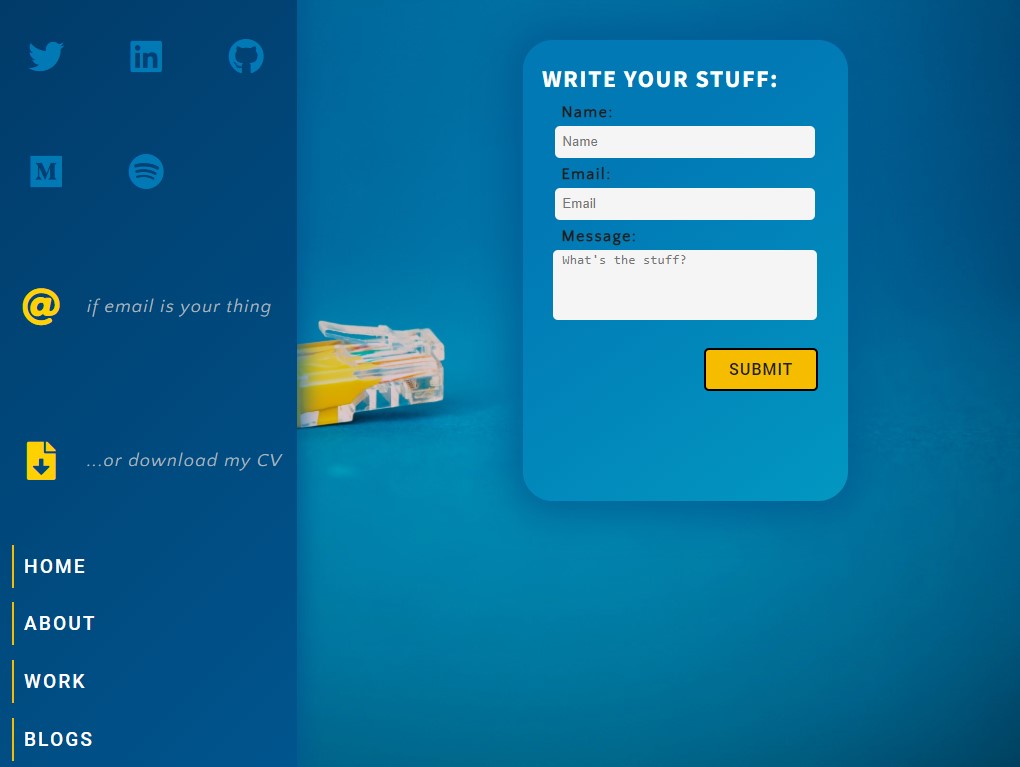 if email is your thing
...or download my CV
HOME
ABOUT
WORK
BLOGS
WRITE YOUR STUFF:
Name:
Name
Email:
Email
Message:
What's the stuff?
SUBMIT